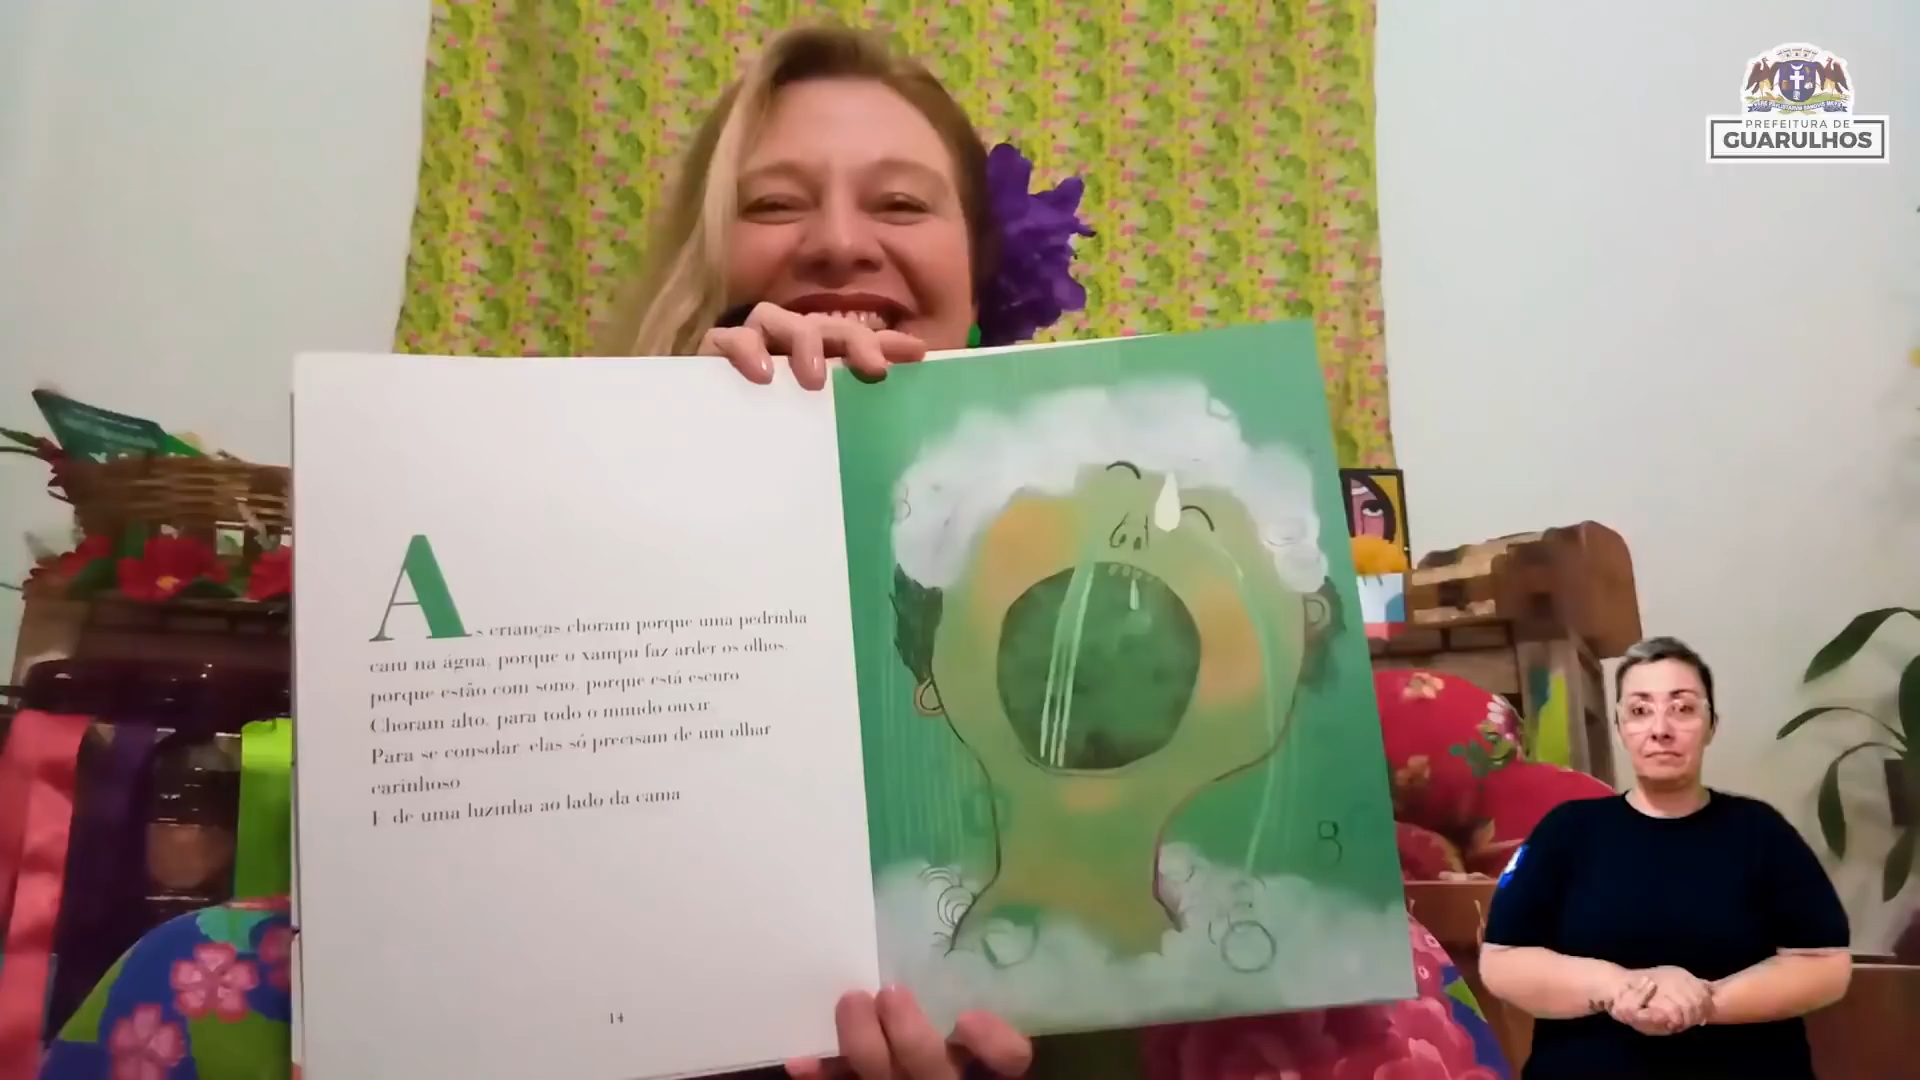 PREFEITURA DE
GUARULHOS
As crianças choram porque uma pedrinha
caiu na água, porque o xampu faz arder os olhos,
porque estão com sono, porque está escuro
Choram alto, para todo o mundo ouvir.
Para se consolar, elas só precisam de um olhar
carinhoso
E de uma luzinha ao lado da cama
14